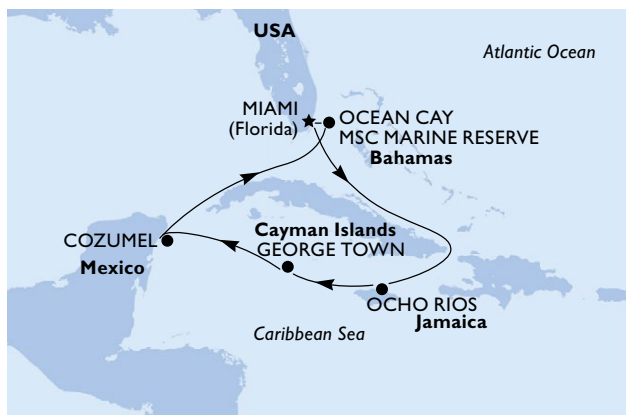 USA
Atlantic Ocean
MIAMI
(Florida)
OCEAN CAY
MSC MARINE RESERVE
Bahamas
Cayman Islands
GEORGE TOWN
COZUMEL
Mexico
OCHO RIOS
Jamaica
Caribbean Sea